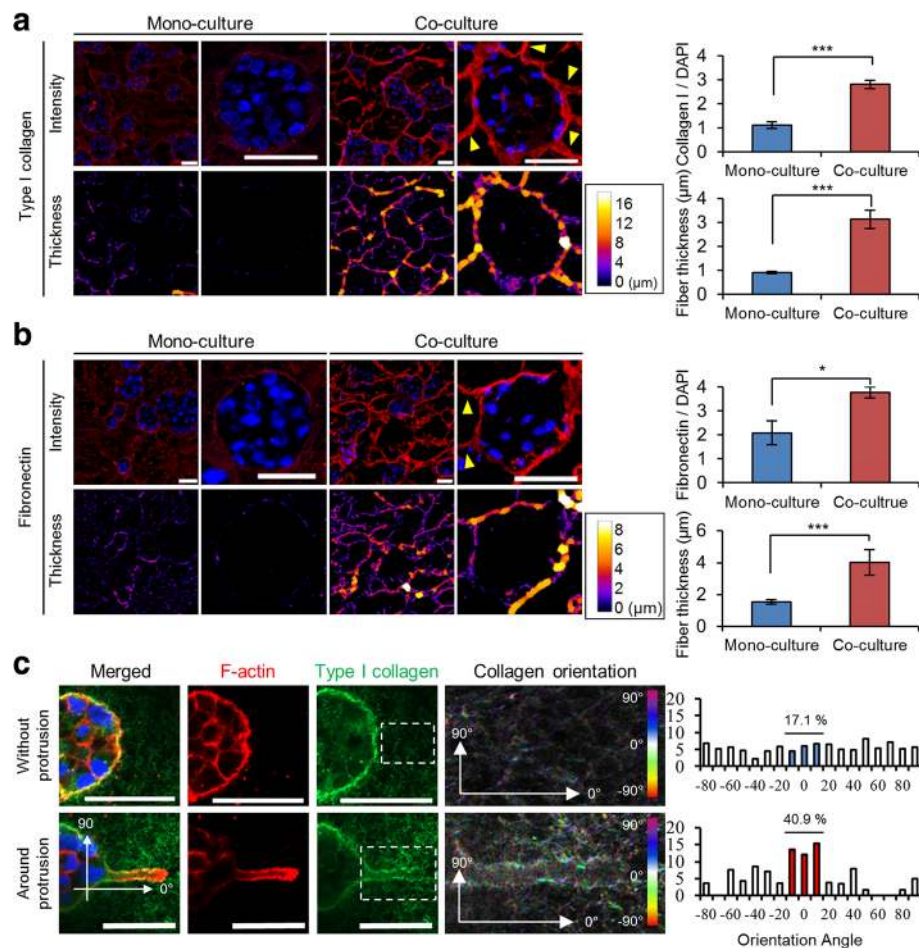 a
Mono-culture Co-culture
Type I collagen
Intensity
Thickness
16
12
8
4
0 (μm)
Collagen I / DAPI
4
3
2
1
0
***
Mono-culture Co-culture
Fiber thickness (μm)
4
3
2
1
0
***
Mono-culture Co-culture
b
Mono-culture Co-culture
Fibronectin
Intensity
Thickness
8
6
4
2
0 (μm)
Fibronectin / DAPI
4
2
0
*
Mono-culture Co-cultrue
Fiber thickness (μm)
6
4
2
0
***
Mono-culture Co-culture
c
Merged F-actin Type I collagen Collagen orientation
Without protrusion
90°
0°
90°
0°
-90°
20
15
10
5
0
17.1 %
-80 -60 -40 -20 0 20 40 60 80
Around protrusion
90
0°
90°
0°
90°
0°
-90°
20
15
10
5
0
40.9 %
-80 -60 -40 -20 0 20 40 60 80
Orientation Angle